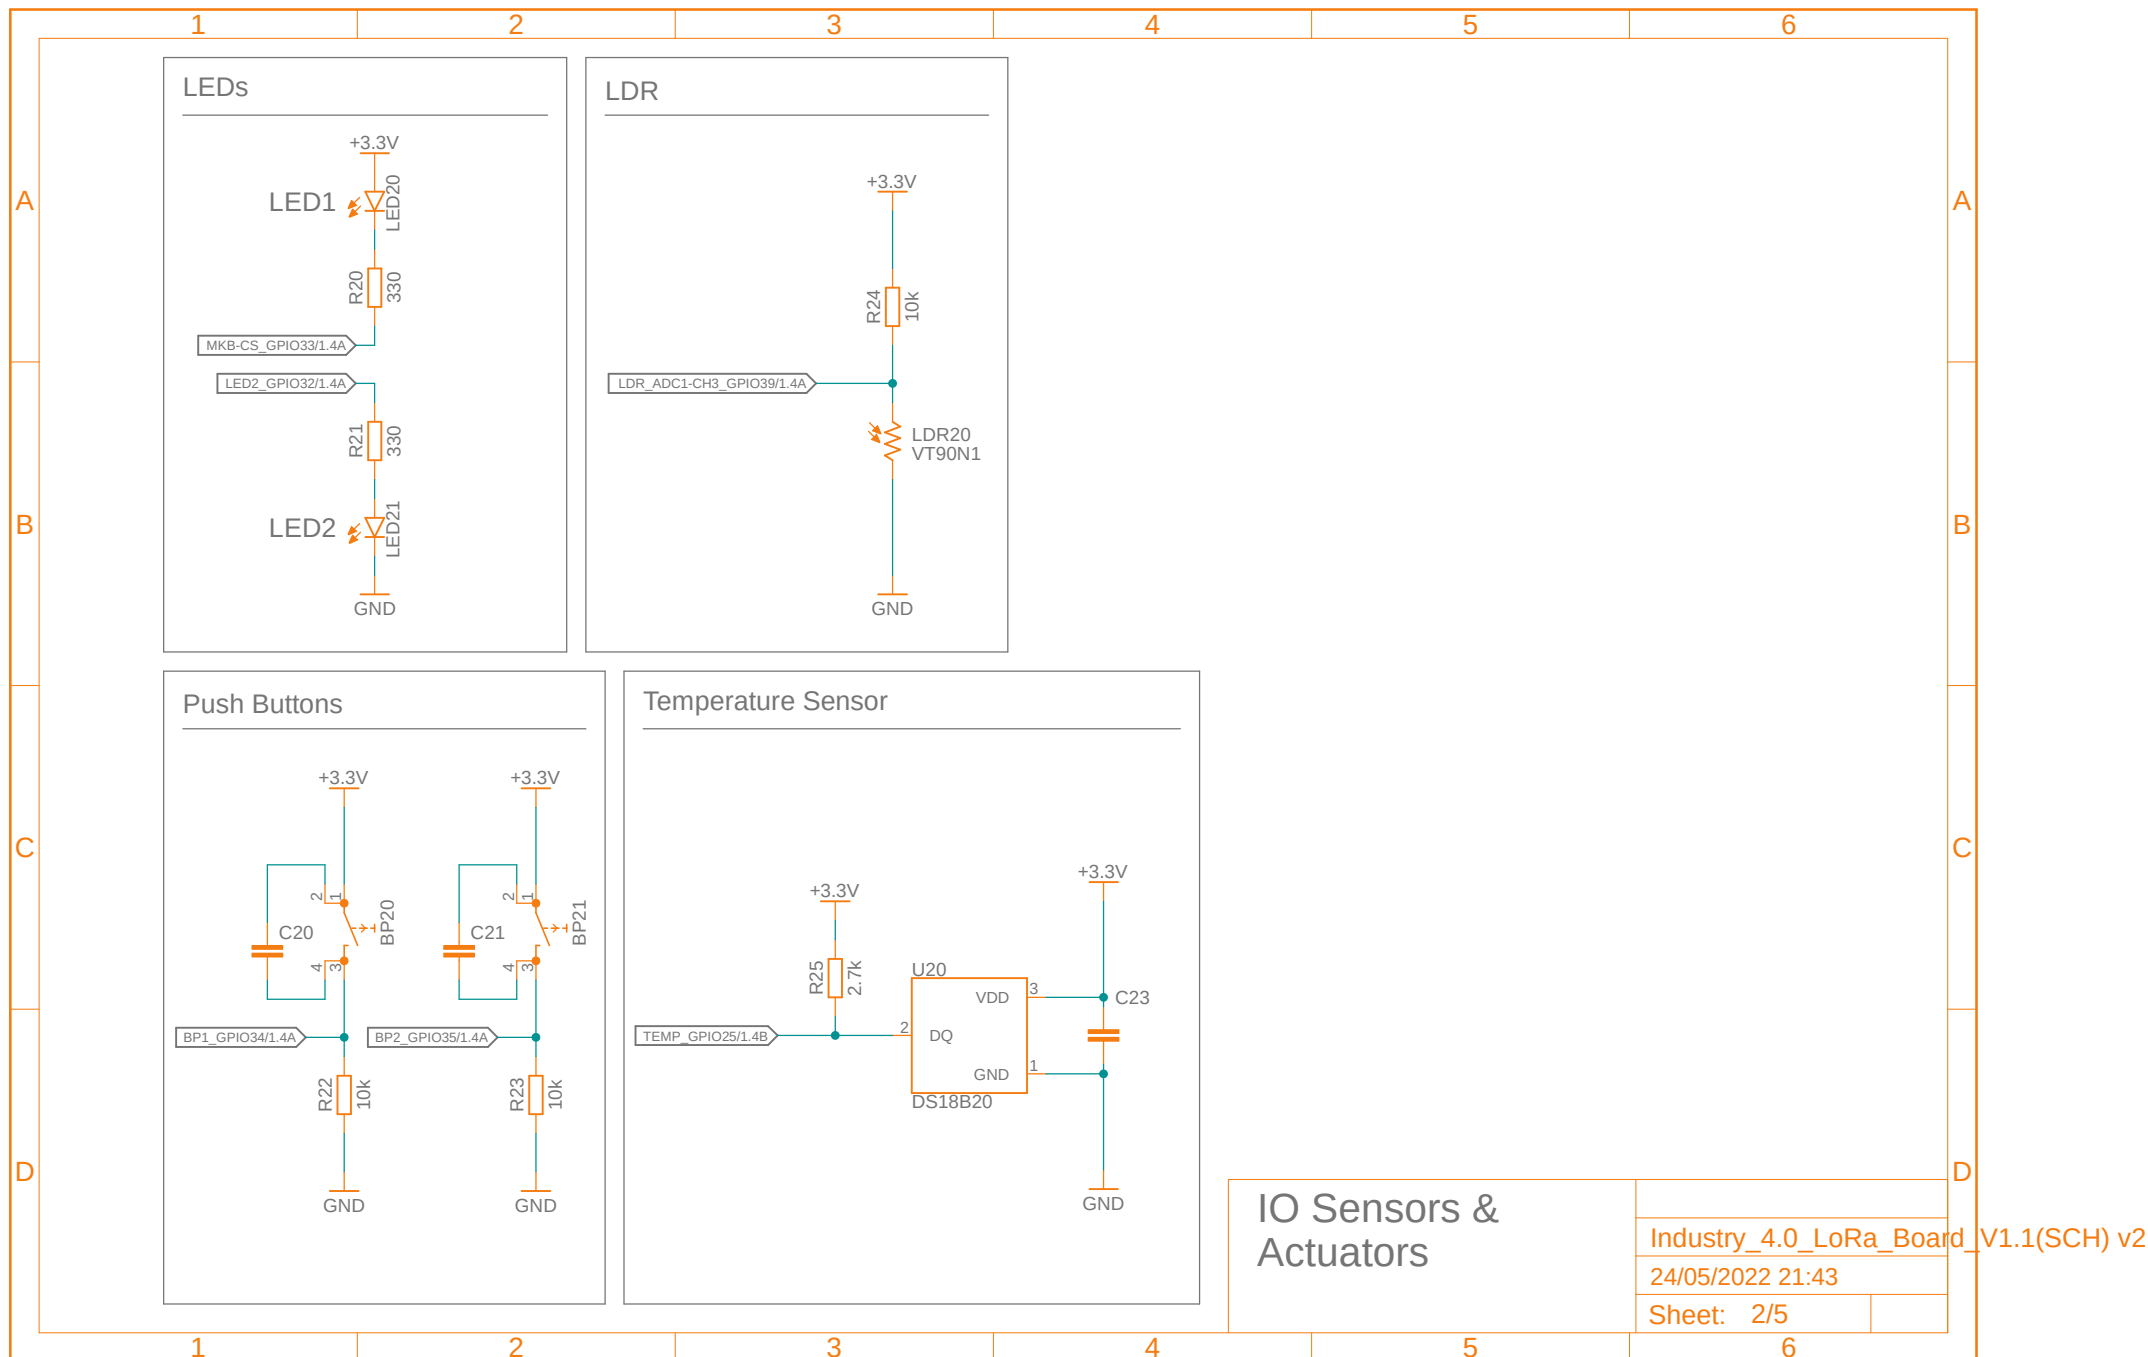 1 2 3 4 5 6
A A
B B
C C
D D
LEDs
+3.3V
LED1
LED20
R20
330
MKB-CS_GPIO33/1.4A
LED2_GPIO32/1.4A
R21
330
LED2
LED21
GND
LDR
+3.3V
R24
10k
LDR_ADC1-CH3_GPIO39/1.4A
LDR20
VT90N1
GND
Push Buttons
+3.3V
2
1
C20
BP20
4
3
BP1_GPIO34/1.4A
R22
10k
GND
+3.3V
2
1
C21
BP21
4
3
BP2_GPIO35/1.4A
R23
10k
GND
Temperature Sensor
+3.3V
R25
2.7k
TEMP_GPIO25/1.4B
U20
VDD
3
2
DQ
GND
1
DS18B20
+3.3V
C23
GND
IO Sensors &
Actuators
Industry_4.0_LoRa_Board_V1.1(SCH) v2
24/05/2022 21:43
Sheet: 2/5
1 2 3 4 5 6